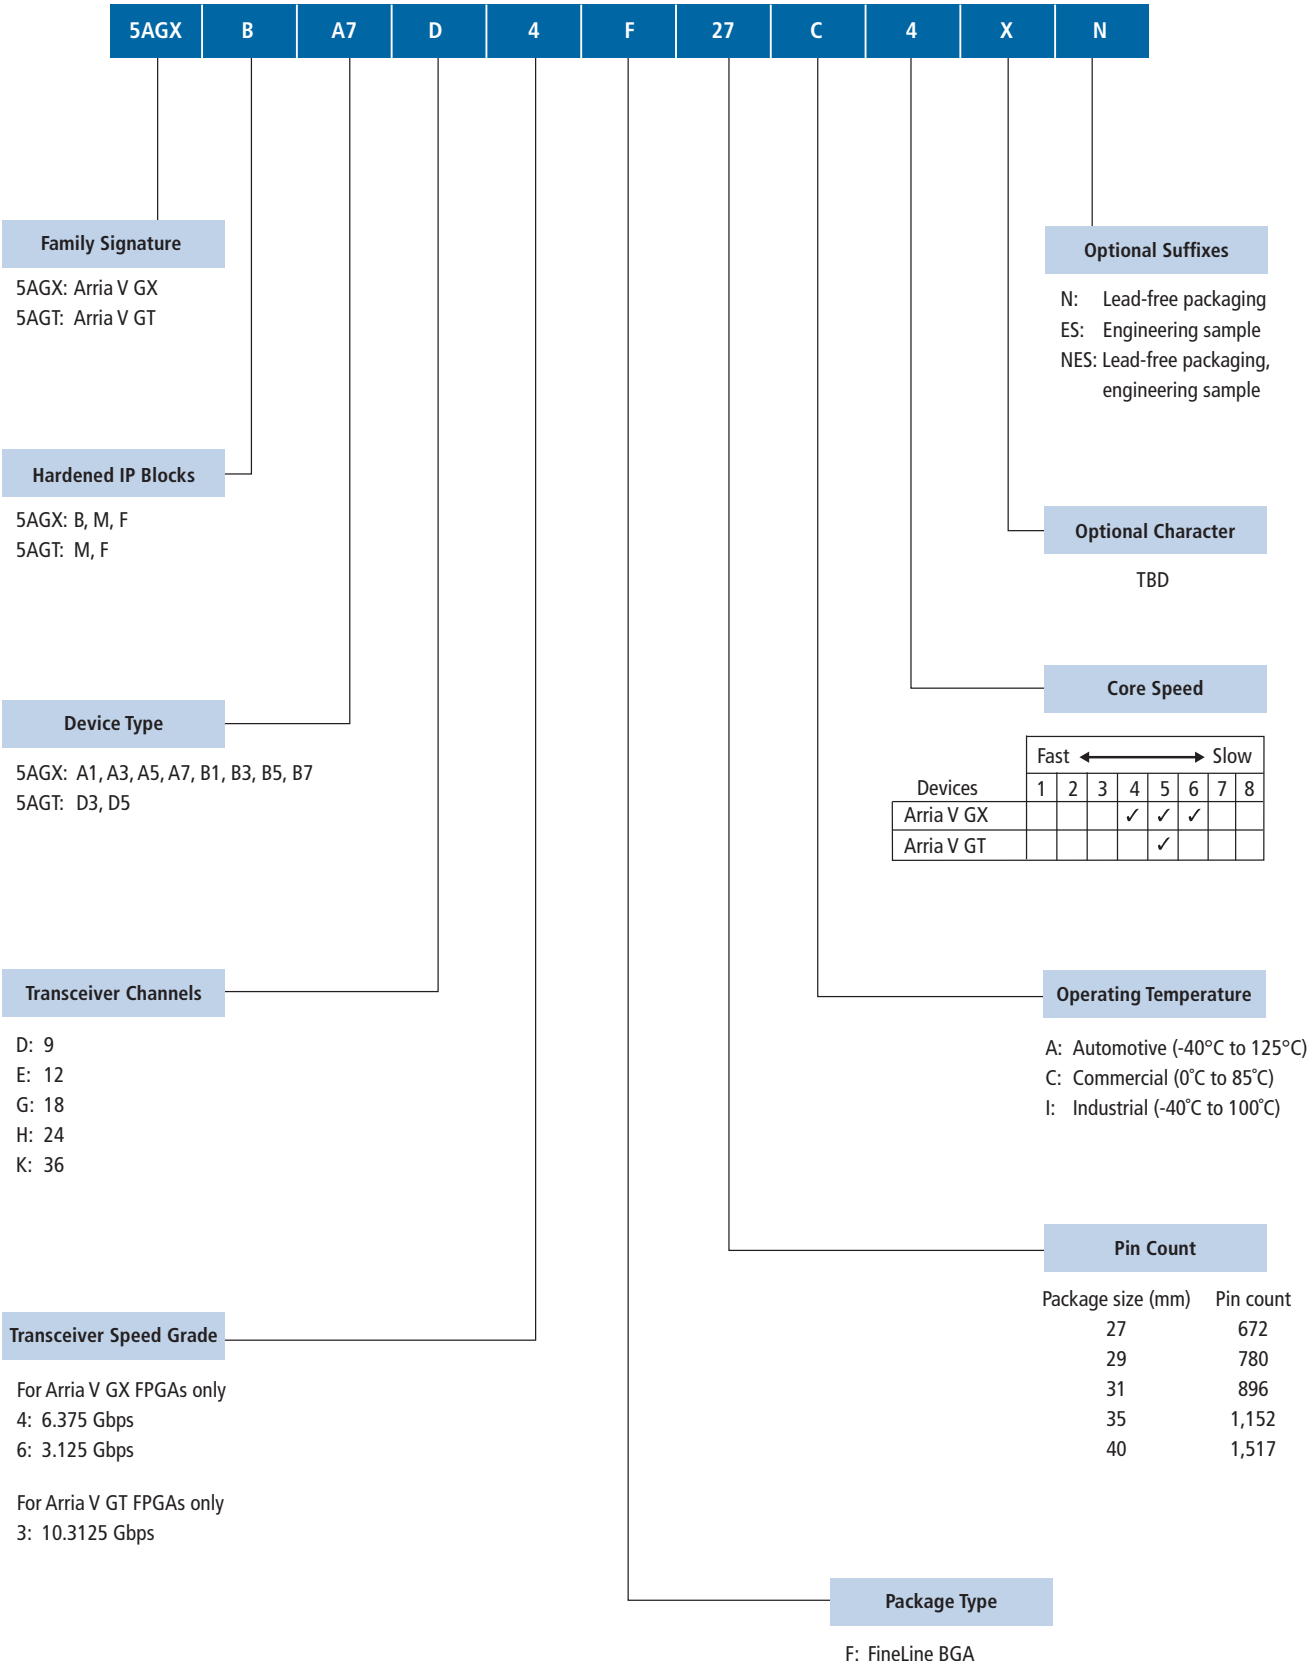 5AGX B A7 D 4 F 27 C 4 X N
Family Signature
5AGX: Arria V GX
5AGT: Arria V GT
Hardened IP Blocks
5AGX: B, M, F
5AGT: M, F
Device Type
5AGX: A1, A3, A5, A7, B1, B3, B5, B7
5AGT: D3, D5
Transceiver Channels
D: 9
E: 12
G: 18
H: 24
K: 36
Transceiver Speed Grade
For Arria V GX FPGAs only
4: 6.375 Gbps
6: 3.125 Gbps
For Arria V GT FPGAs only
3: 10.3125 Gbps
Optional Suffixes
N: Lead-free packaging
ES: Engineering sample
NES: Lead-free packaging,
engineering sample
Optional Character
TBD
Core Speed
Fast Slow
Devices 1 2 3 4 5 6 7 8
Arria V GX ✓ ✓ ✓
Arria V GT ✓
Operating Temperature
A: Automotive (-40°C to 125°C)
C: Commercial (0°C to 85°C)
I: Industrial (-40°C to 100°C)
Pin Count
Package size (mm) Pin count
27 672
29 780
31 896
35 1,152
40 1,517
Package Type
F: FineLine BGA